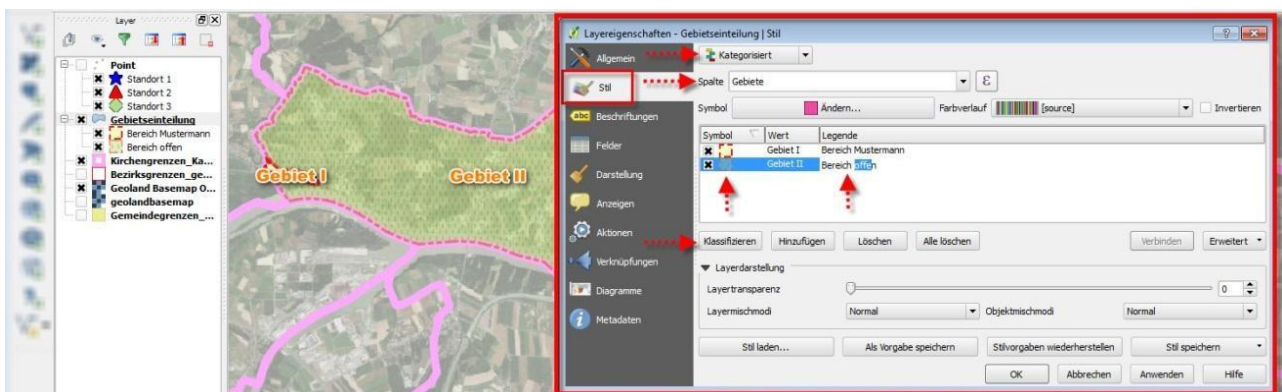 Layer
Point
Standort 1
Standort 2
Standort 3
Gebietseinteilung
Bereich Mustermann
Bereich offen
Kirchengrenzen_Ka...
Bezirksgrenzen_ge...
Geoland Basemap O...
geolandbasemap
Gemeindegrenzen_...
Gebiet I
Gebiet II
Layereigenschaften - Gebietseinteilung | Stil
Allgemein
Stil
abc Beschriftungen
Felder
Darstellung
Anzeigen
Aktionen
Verknüpfungen
Diagramme
Metadaten
Kategorisiert
Spalte Gebiete ε
Symbol Ändern... Farbverlauf [source] Invertieren
Symbol Wert Legende
Gebiet I Bereich Mustermann
Gebiet II Bereich offen
Klassifizieren Hinzufügen Löschen Alle löschen Verbinden Erweitert
Layerdarstellung
Layertransparenz 0
Layermischmodi Normal Objektmischmodi Normal
Stil laden... Als Vorgabe speichern Stilvorgaben wiederherstellen Stil speichern
OK Abbrechen Anwenden Hilfe